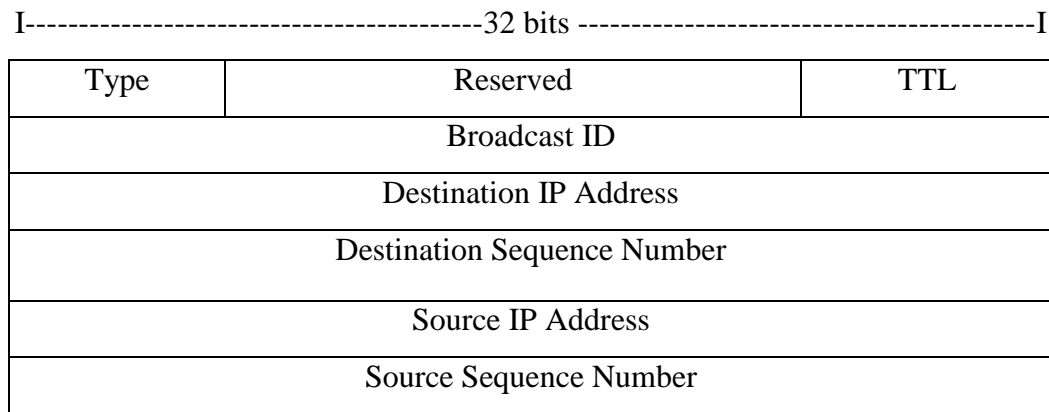 I-------------------------------------------32 bits -------------------------------------------I
Type Reserved TTL
Broadcast ID
Destination IP Address
Destination Sequence Number
Source IP Address
Source Sequence Number